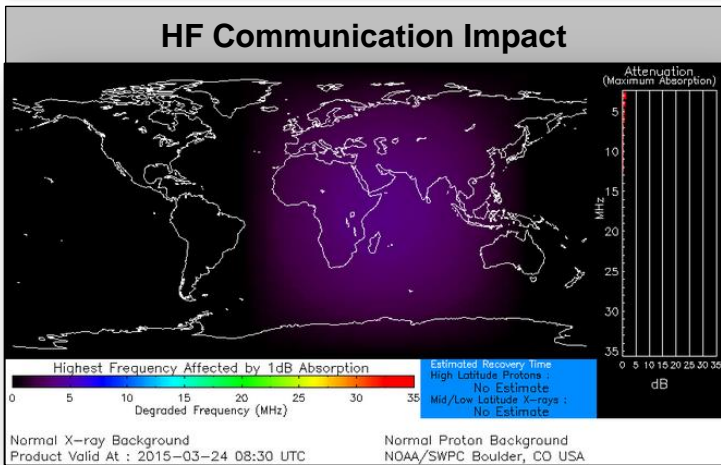 HF Communication Impact
Attenuation
(Maximum Absorption)
5
10
15
20
25
30
35
MHz
0 5 10 15 20 25 30 35
dB
Highest Frequency Affected by 1dB Absorption
0 5 10 15 20 25 30 35
Degraded Frequency (MHz)
Estimated Recovery Time
High Latitude Protons :
No Estimate
Mid/Low Latitude X-rays :
No Estimate
Normal X-ray Background
Normal Proton Background
Product Valid At : 2015-03-24 08:30 UTC
NOAA/SWPC Boulder, CO USA